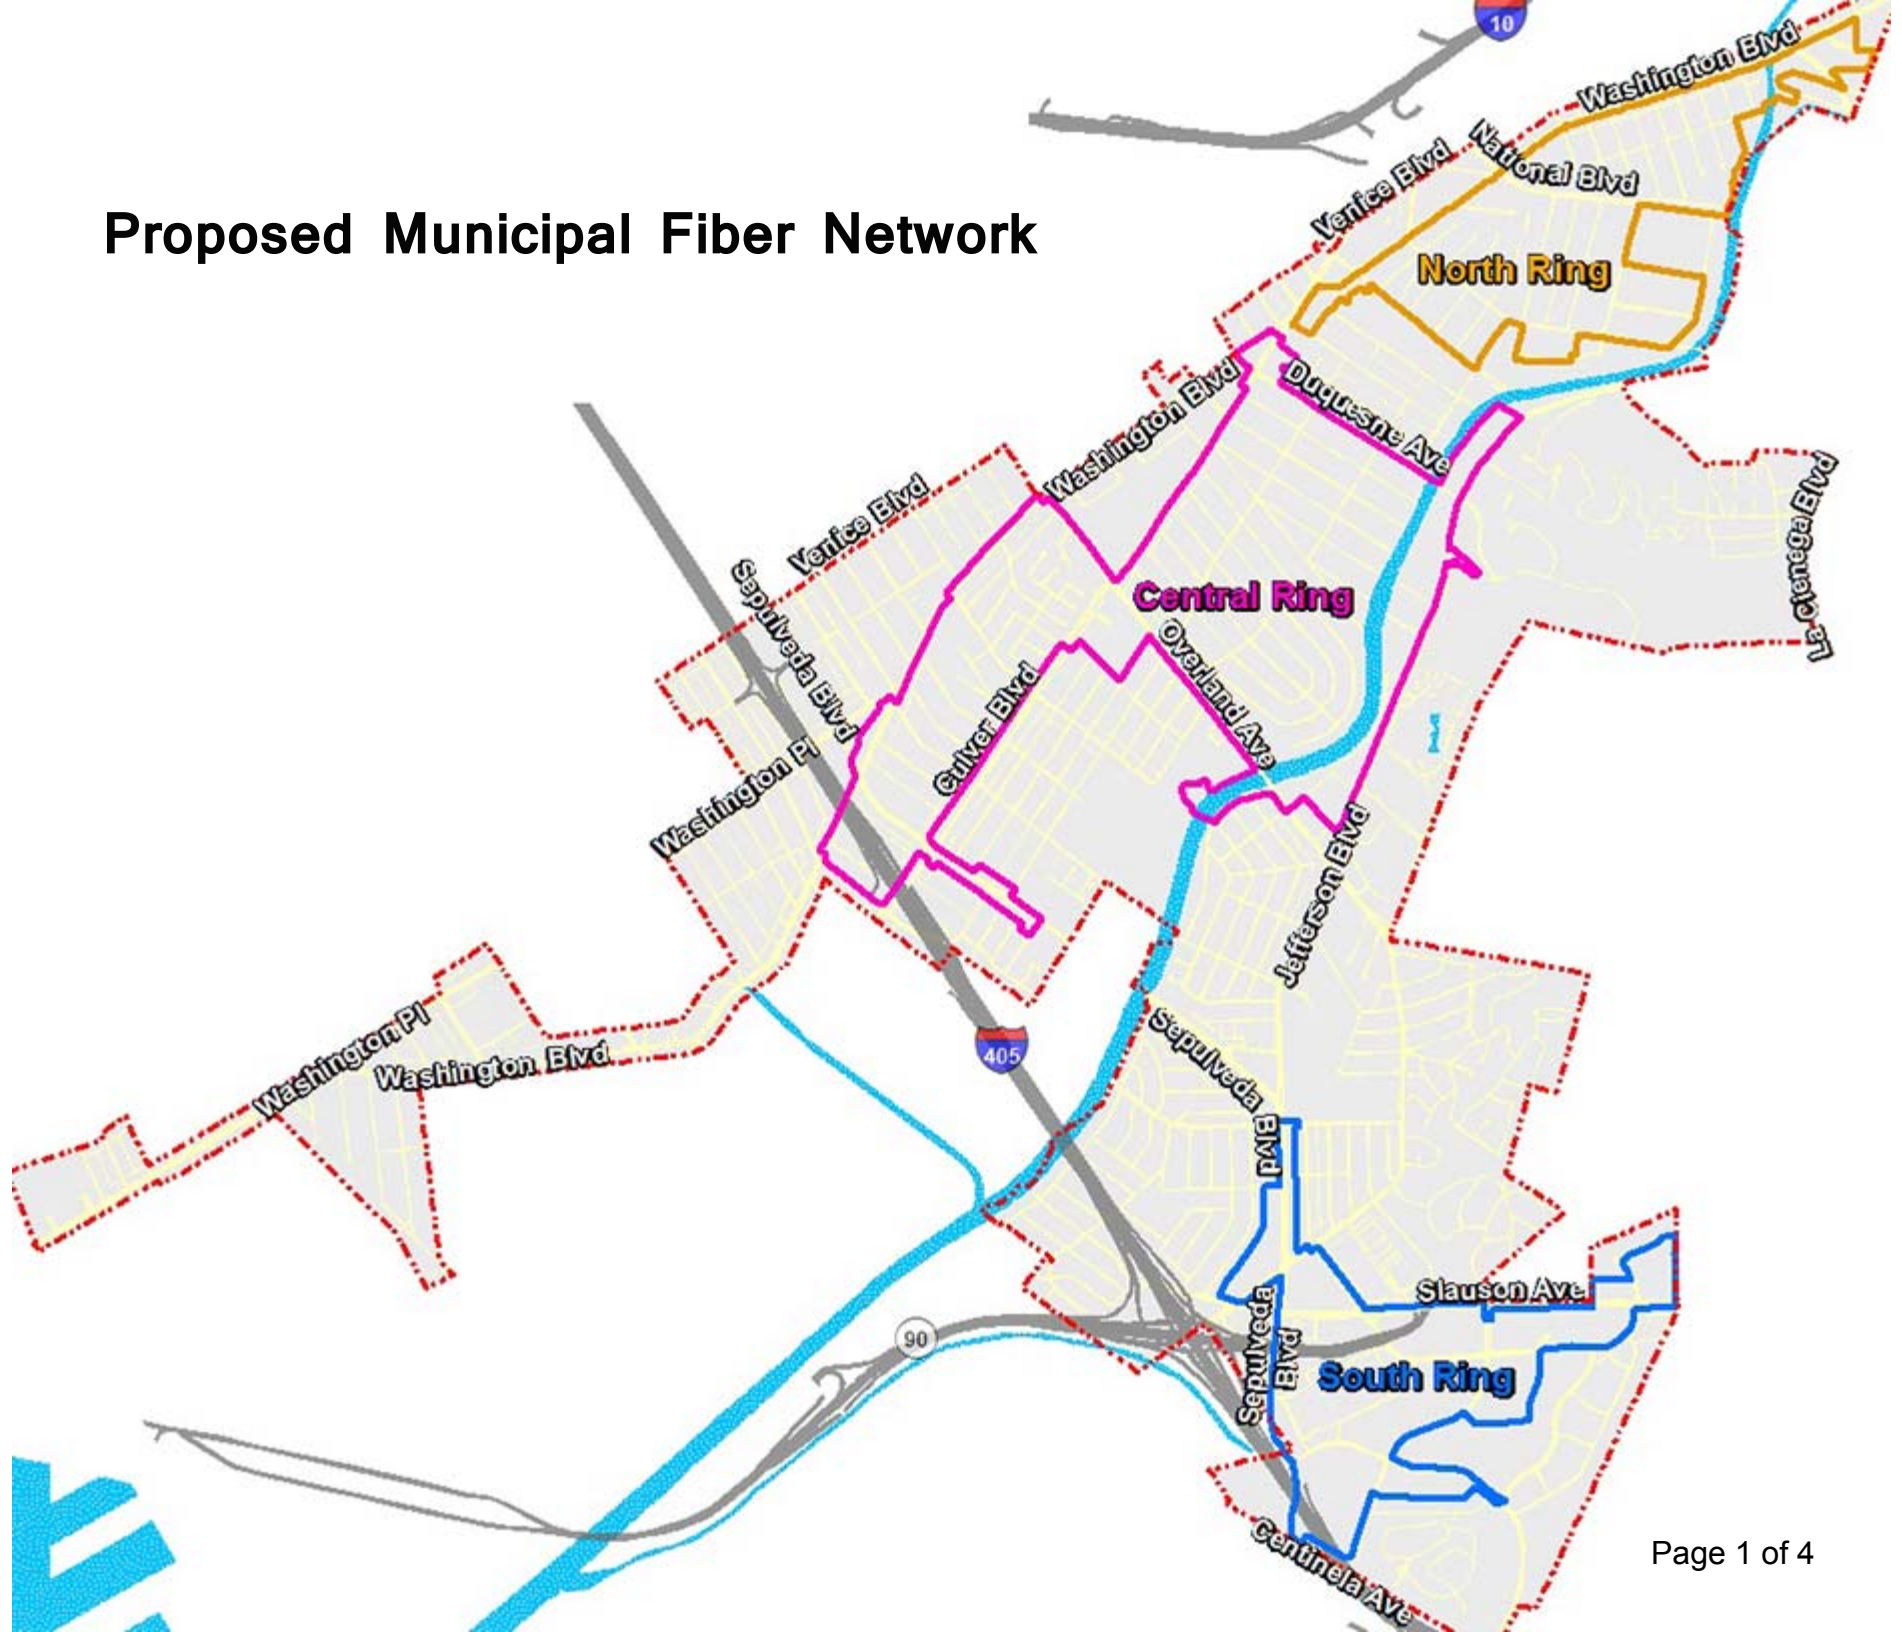 10
Washington Blvd
National Blvd
Venice Blvd
Proposed Municipal Fiber Network
North Ring
Duquesne Ave
Washington Blvd
La Cienega Blvd
Venice Blvd
Sepulveda Blvd
Central Ring
Overland Ave
Culver Blvd
Washington Pl
Jefferson Blvd
Washington Pl
Washington Blvd
405
Sepulveda Blvd
Slauson Ave
90
Sepulveda
Blvd
South Ring
Centinela Ave
Page 1 of 4